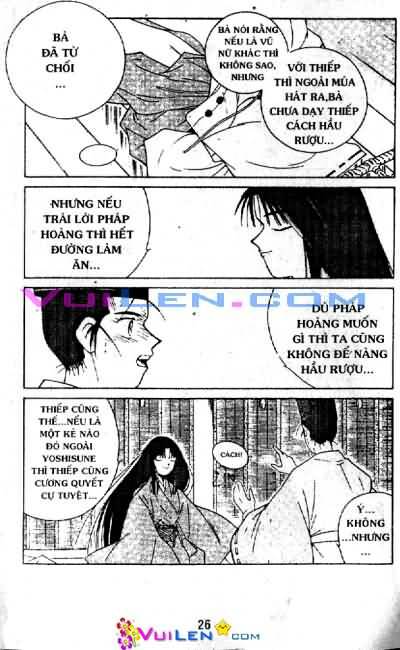 BÀ
ĐÃ TỪ
CHỐI
...
BÀ NÓI RẰNG
NẾU LÀ VŨ
NỮ KHÁC THÌ
KHÔNG SAO,
NHƯNG
VỚI THIẾP
THÌ NGOÀI MÚA
HÁT RA,BÀ
CHƯA DẠY THIẾP
CÁCH HẦU
RƯỢU...
NHƯNG NẾU
TRÁI LỜI PHÁP
HOÀNG THÌ HẾT
ĐƯỜNG LÀM
ĂN...
VUILEN.COM
DÙ PHÁP
HOÀNG MUỐN
GÌ THÌ TA CŨNG
KHÔNG ĐỂ NÀNG
HẦU RƯỢU...
THIẾP CŨNG
THẾ...NẾU LÀ
MỘT KẺ NÀO
ĐÓ NGOÀI
YOSHISUNE
THÌ THIẾP CŨNG
CƯƠNG QUYẾT
CỰ TUYỆT...
CÁCH!
Ý...
KHÔNG
...NHƯNG
...
26
VUILEN.COM